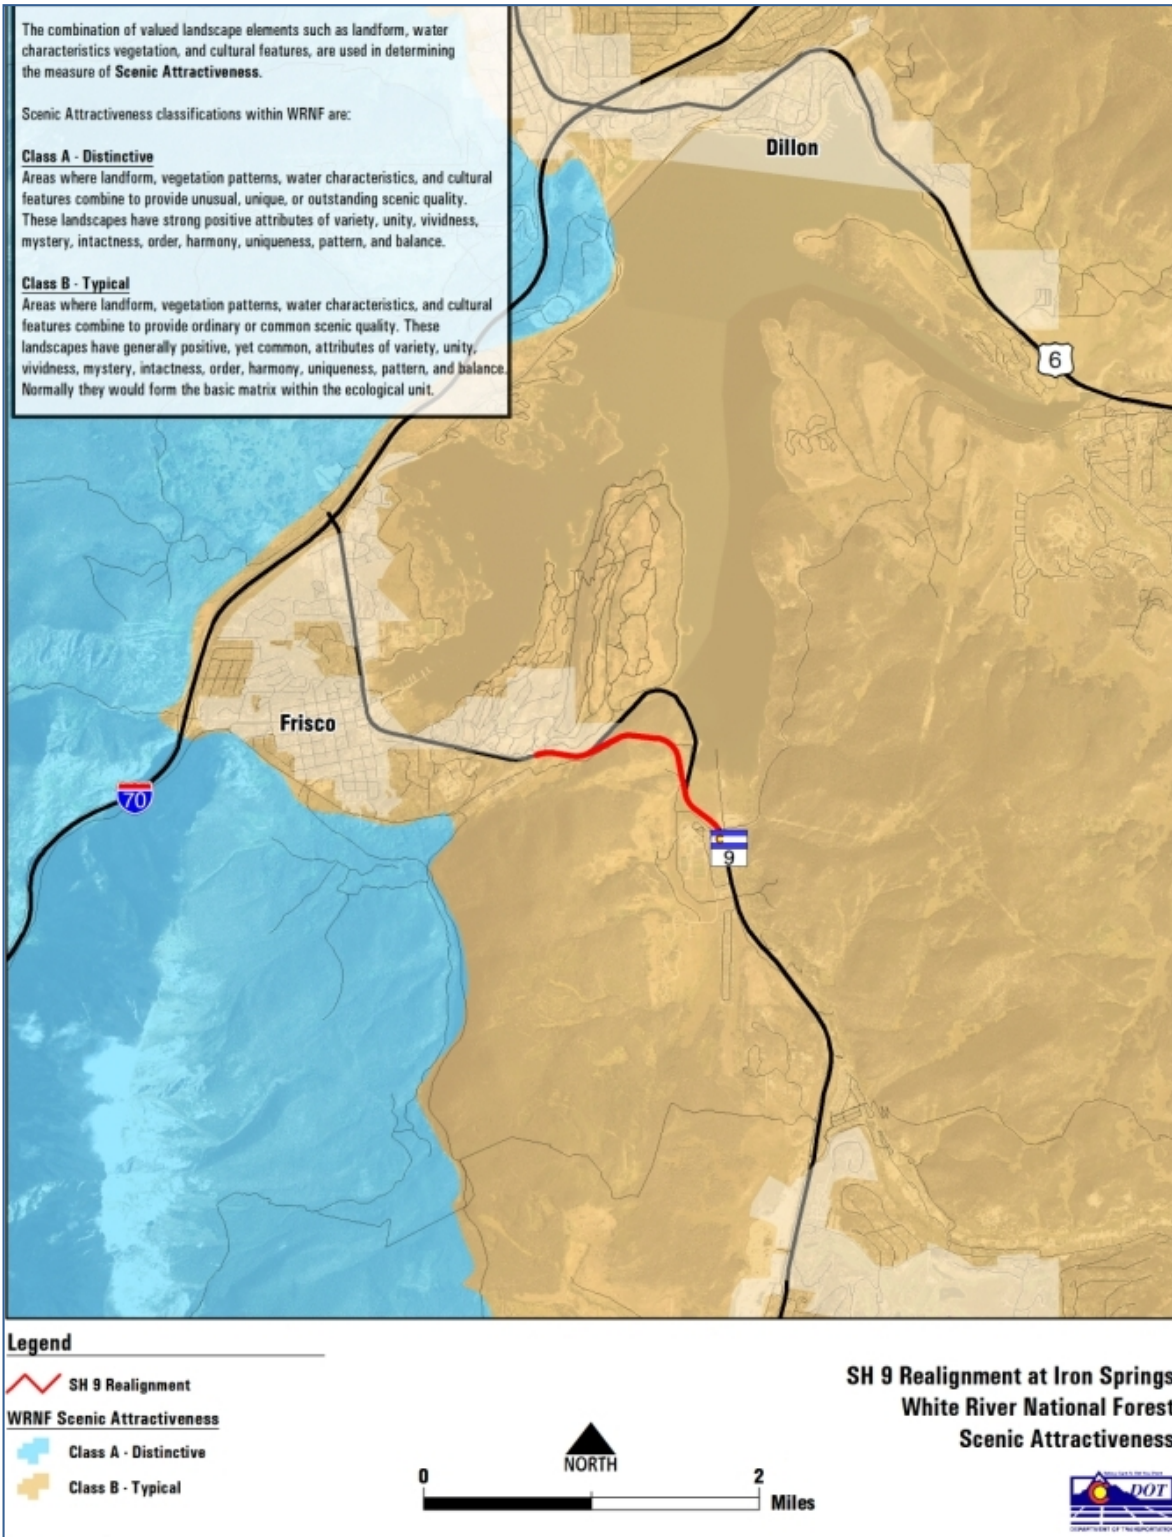 The combination of valued landscape elements such as landform, water
characteristics vegetation, and cultural features, are used in determining
the measure of Scenic Attractiveness.
Scenic Attractiveness classifications within WRNF are:
Class A - Distinctive
Areas where landform, vegetation patterns, water characteristics, and cultural
features combine to provide unusual, unique, or outstanding scenic quality.
These landscapes have strong positive attributes of variety, unity, vividness,
mystery, intactness, order, harmony, uniqueness, pattern, and balance.
Class B - Typical
Areas where landform, vegetation patterns, water characteristics, and cultural
features combine to provide ordinary or common scenic quality. These
landscapes have generally positive, yet common, attributes of variety, unity,
vividness, mystery, intactness, order, harmony, uniqueness, pattern, and balance.
Normally they would form the basic matrix within the ecological unit.
Dillon
6
Frisco
70
9
Legend
SH 9 Realignment
WRNF Scenic Attractiveness
Class A - Distinctive
Class B - Typical
NORTH
0 2
Miles
SH 9 Realignment at Iron Springs
White River National Forest
Scenic Attractiveness
DOT
DEPARTMENT OF TRANSPORTATION